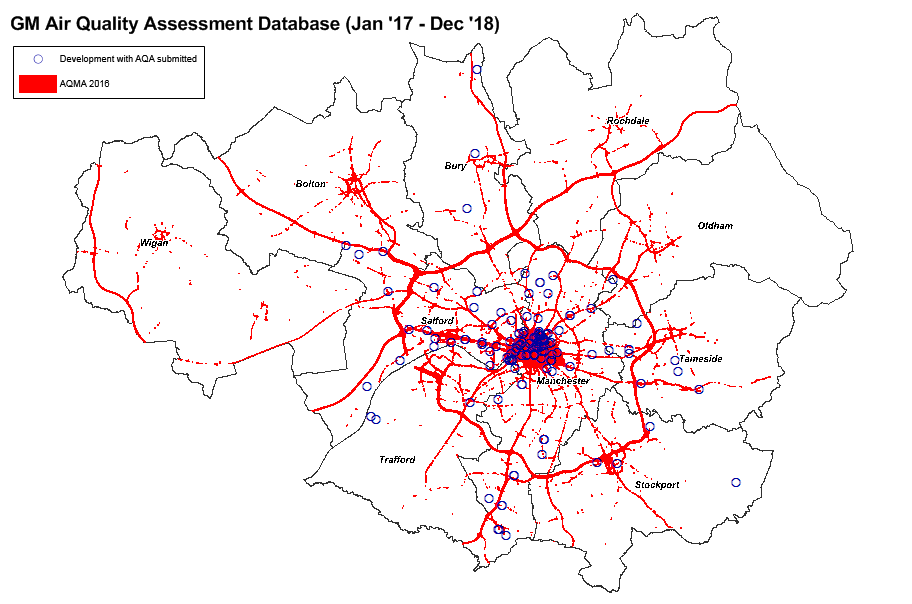 GM Air Quality Assessment Database (Jan '17 - Dec '18)
Development with AQA submitted
AQMA 2016
Rochdale
Bury
Bolton
Oldham
Wigan
Salford
Tameside
Manchester
Trafford
Stockport